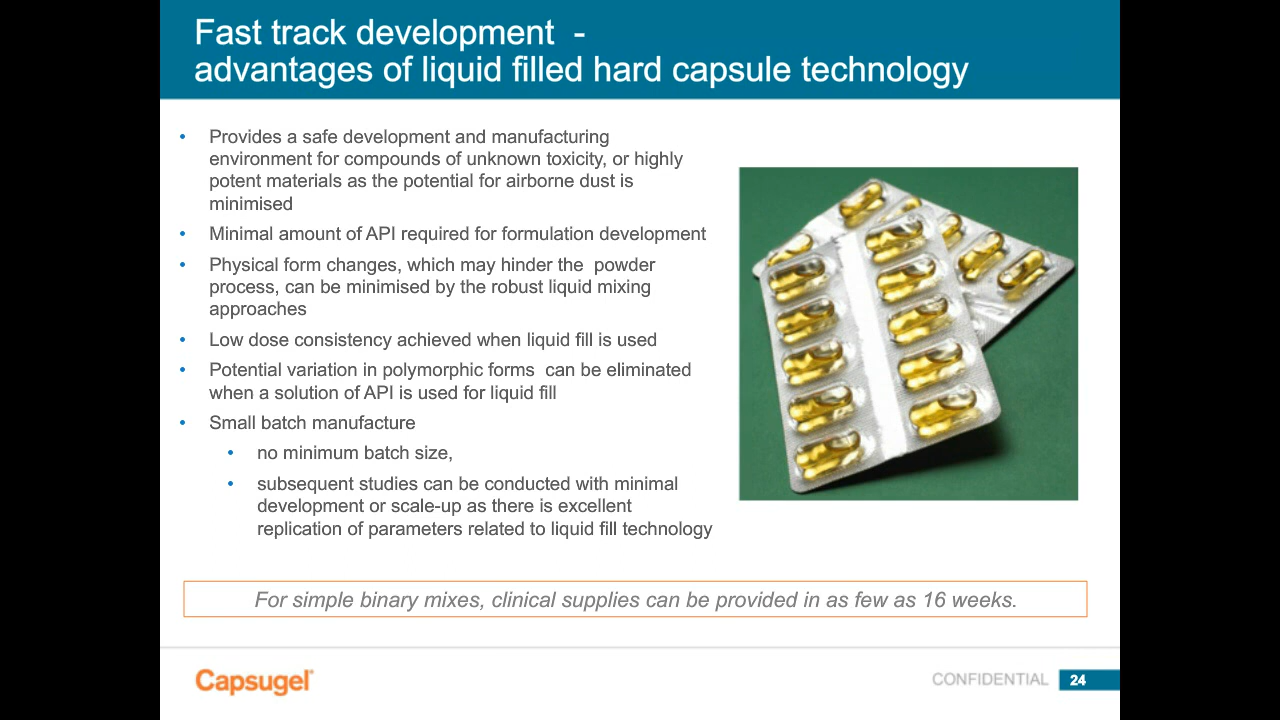 Fast track development  -
advantages of liquid filled hard capsule technology
• Provides a safe development and manufacturing
environment for compounds of unknown toxicity, or highly
potent materials as the potential for airborne dust is
minimised
• Minimal amount of API required for formulation development
• Physical form changes, which may hinder the  powder
process, can be minimised by the robust liquid mixing
approaches
• Low dose consistency achieved when liquid fill is used
• Potential variation in polymorphic forms  can be eliminated
when a solution of API is used for liquid fill
• Small batch manufacture
• no minimum batch size,
• subsequent studies can be conducted with minimal
development or scale-up as there is excellent
replication of parameters related to liquid fill technology
For simple binary mixes, clinical supplies can be provided in as few as 16 weeks.
Capsugel®
CONFIDENTIAL 24